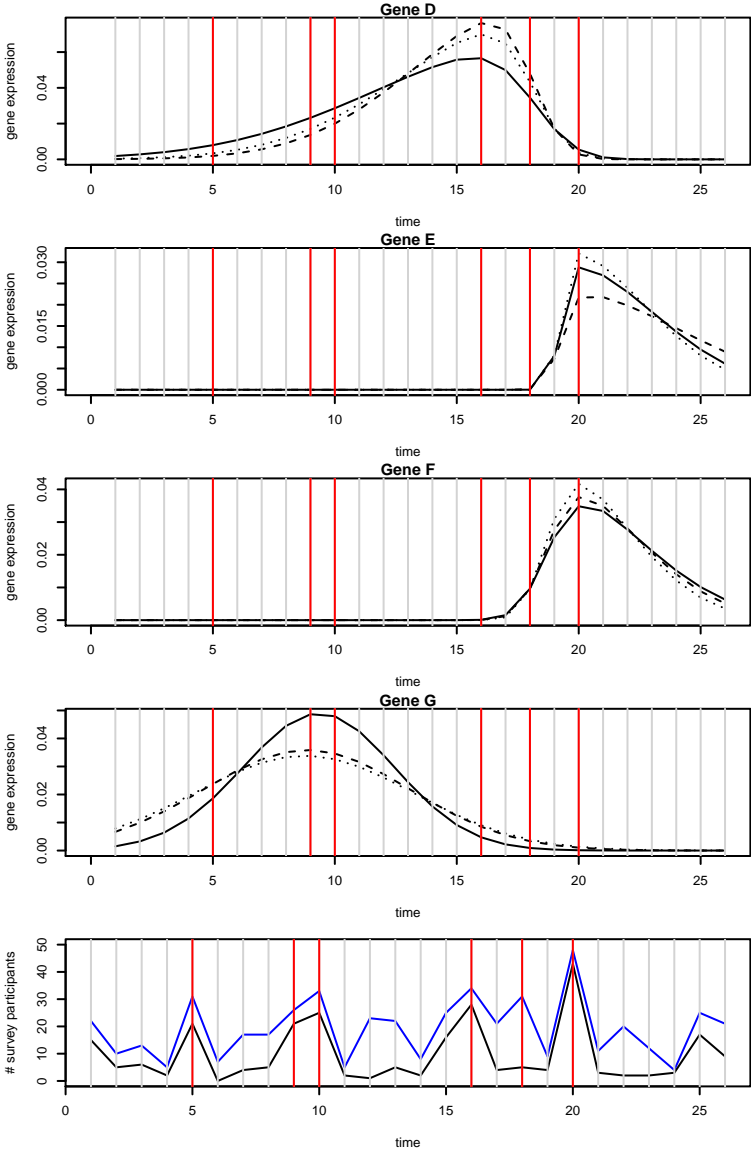 Gene D
gene expression
0.00 0.04
0 5 10 15 20 25
time
Gene E
gene expression
0.000 0.015 0.030
0 5 10 15 20 25
time
Gene F
gene expression
0.00 0.02 0.04
0 5 10 15 20 25
time
Gene G
gene expression
0.00 0.02 0.04
0 5 10 15 20 25
time
# survey participants
0 10 20 30 40 50
0 5 10 15 20 25
time